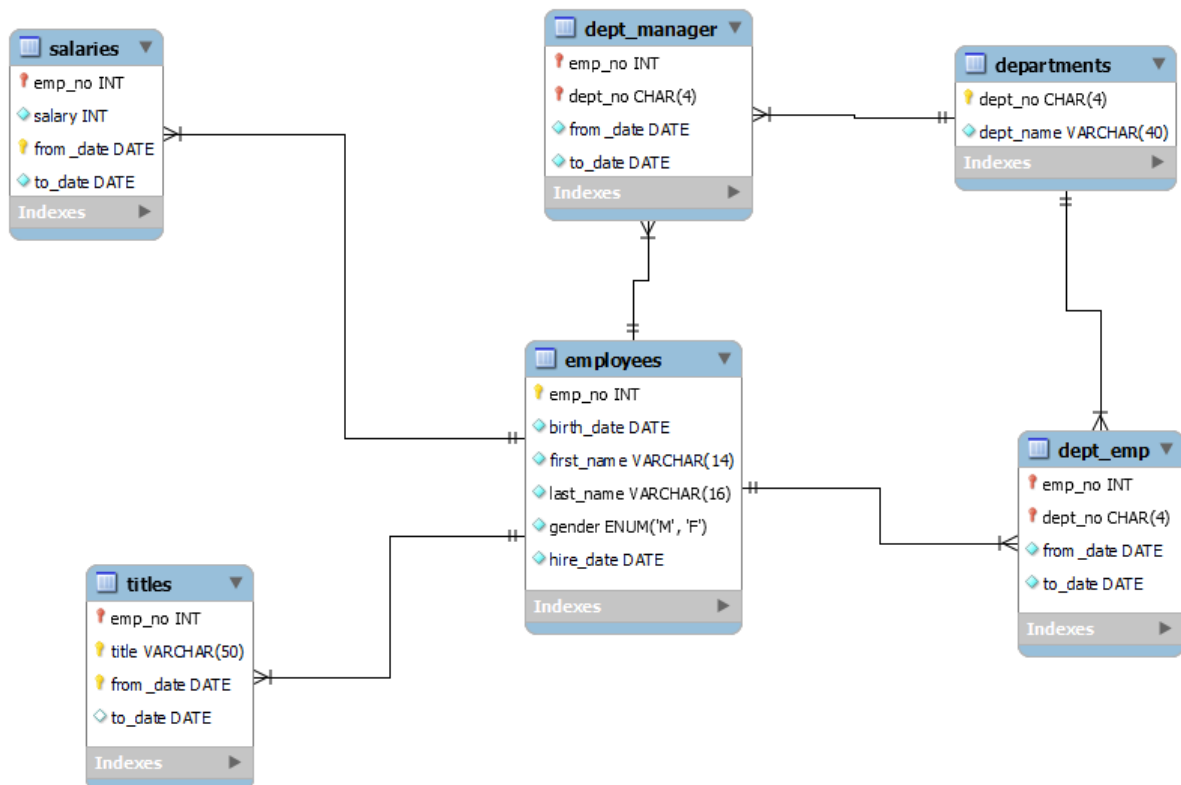 salaries
emp_no INT
salary INT
from_date DATE
to_date DATE
Indexes
dept_manager
emp_no INT
dept_no CHAR(4)
from_date DATE
to_date DATE
Indexes
departments
dept_no CHAR(4)
dept_name VARCHAR(40)
Indexes
employees
emp_no INT
birth_date DATE
first_name VARCHAR(14)
last_name VARCHAR(16)
gender ENUM('M', 'F')
hire_date DATE
Indexes
dept_emp
emp_no INT
dept_no CHAR(4)
from_date DATE
to_date DATE
Indexes
titles
emp_no INT
title VARCHAR(50)
from_date DATE
to_date DATE
Indexes